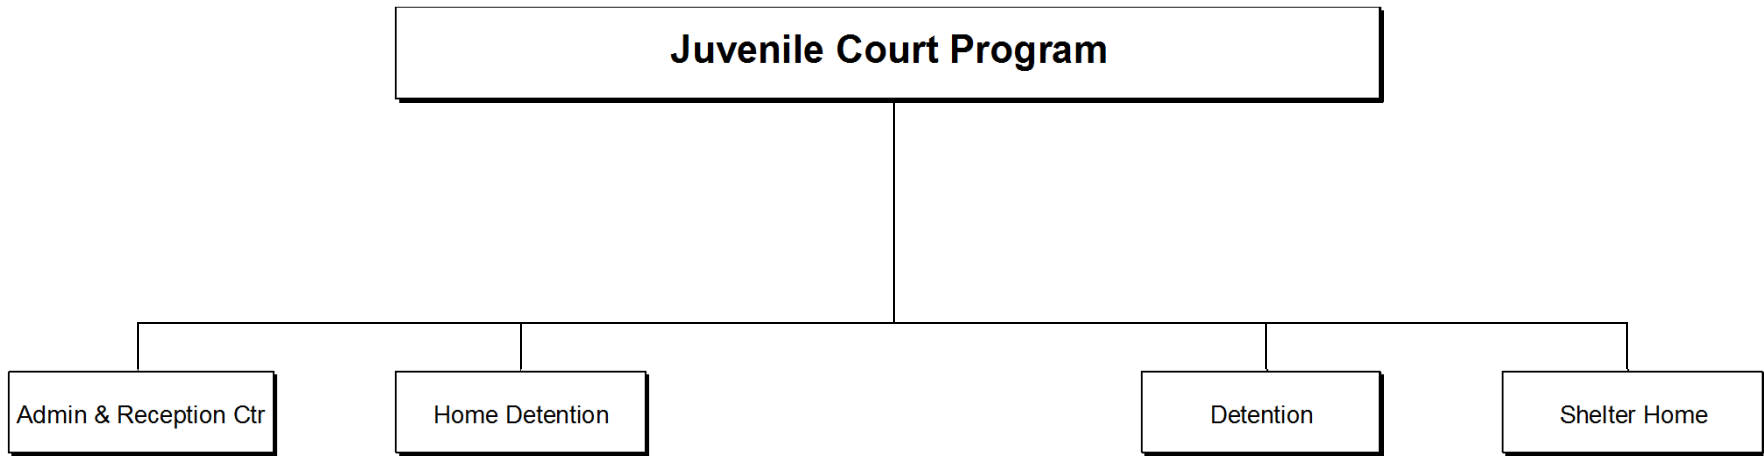 Juvenile Court Program
Admin & Reception Ctr
Home Detention
Detention
Shelter Home